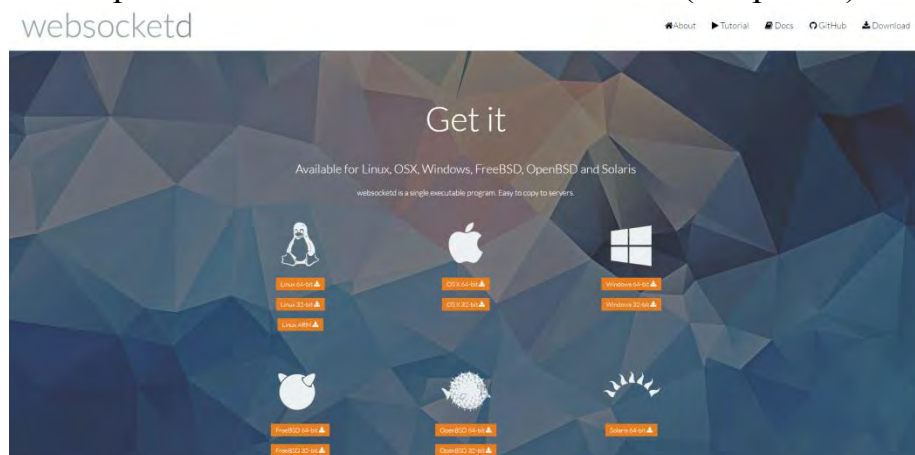 websocketd
About Tutorial Docs GitHub Download
Get it
Available for Linux, OSX, Windows, FreeBSD, OpenBSD and Solaris
websocketd is a single executable program. Easy to copy to servers.
Linux 64-bit OSX 64-bit Windows 64-bit
Linux 32-bit OSX 32-bit Windows 32-bit
Linux ARM
FreeBSD 64-bit OpenBSD 64-bit Solaris 64-bit
FreeBSD 32-bit OpenBSD 32-bit